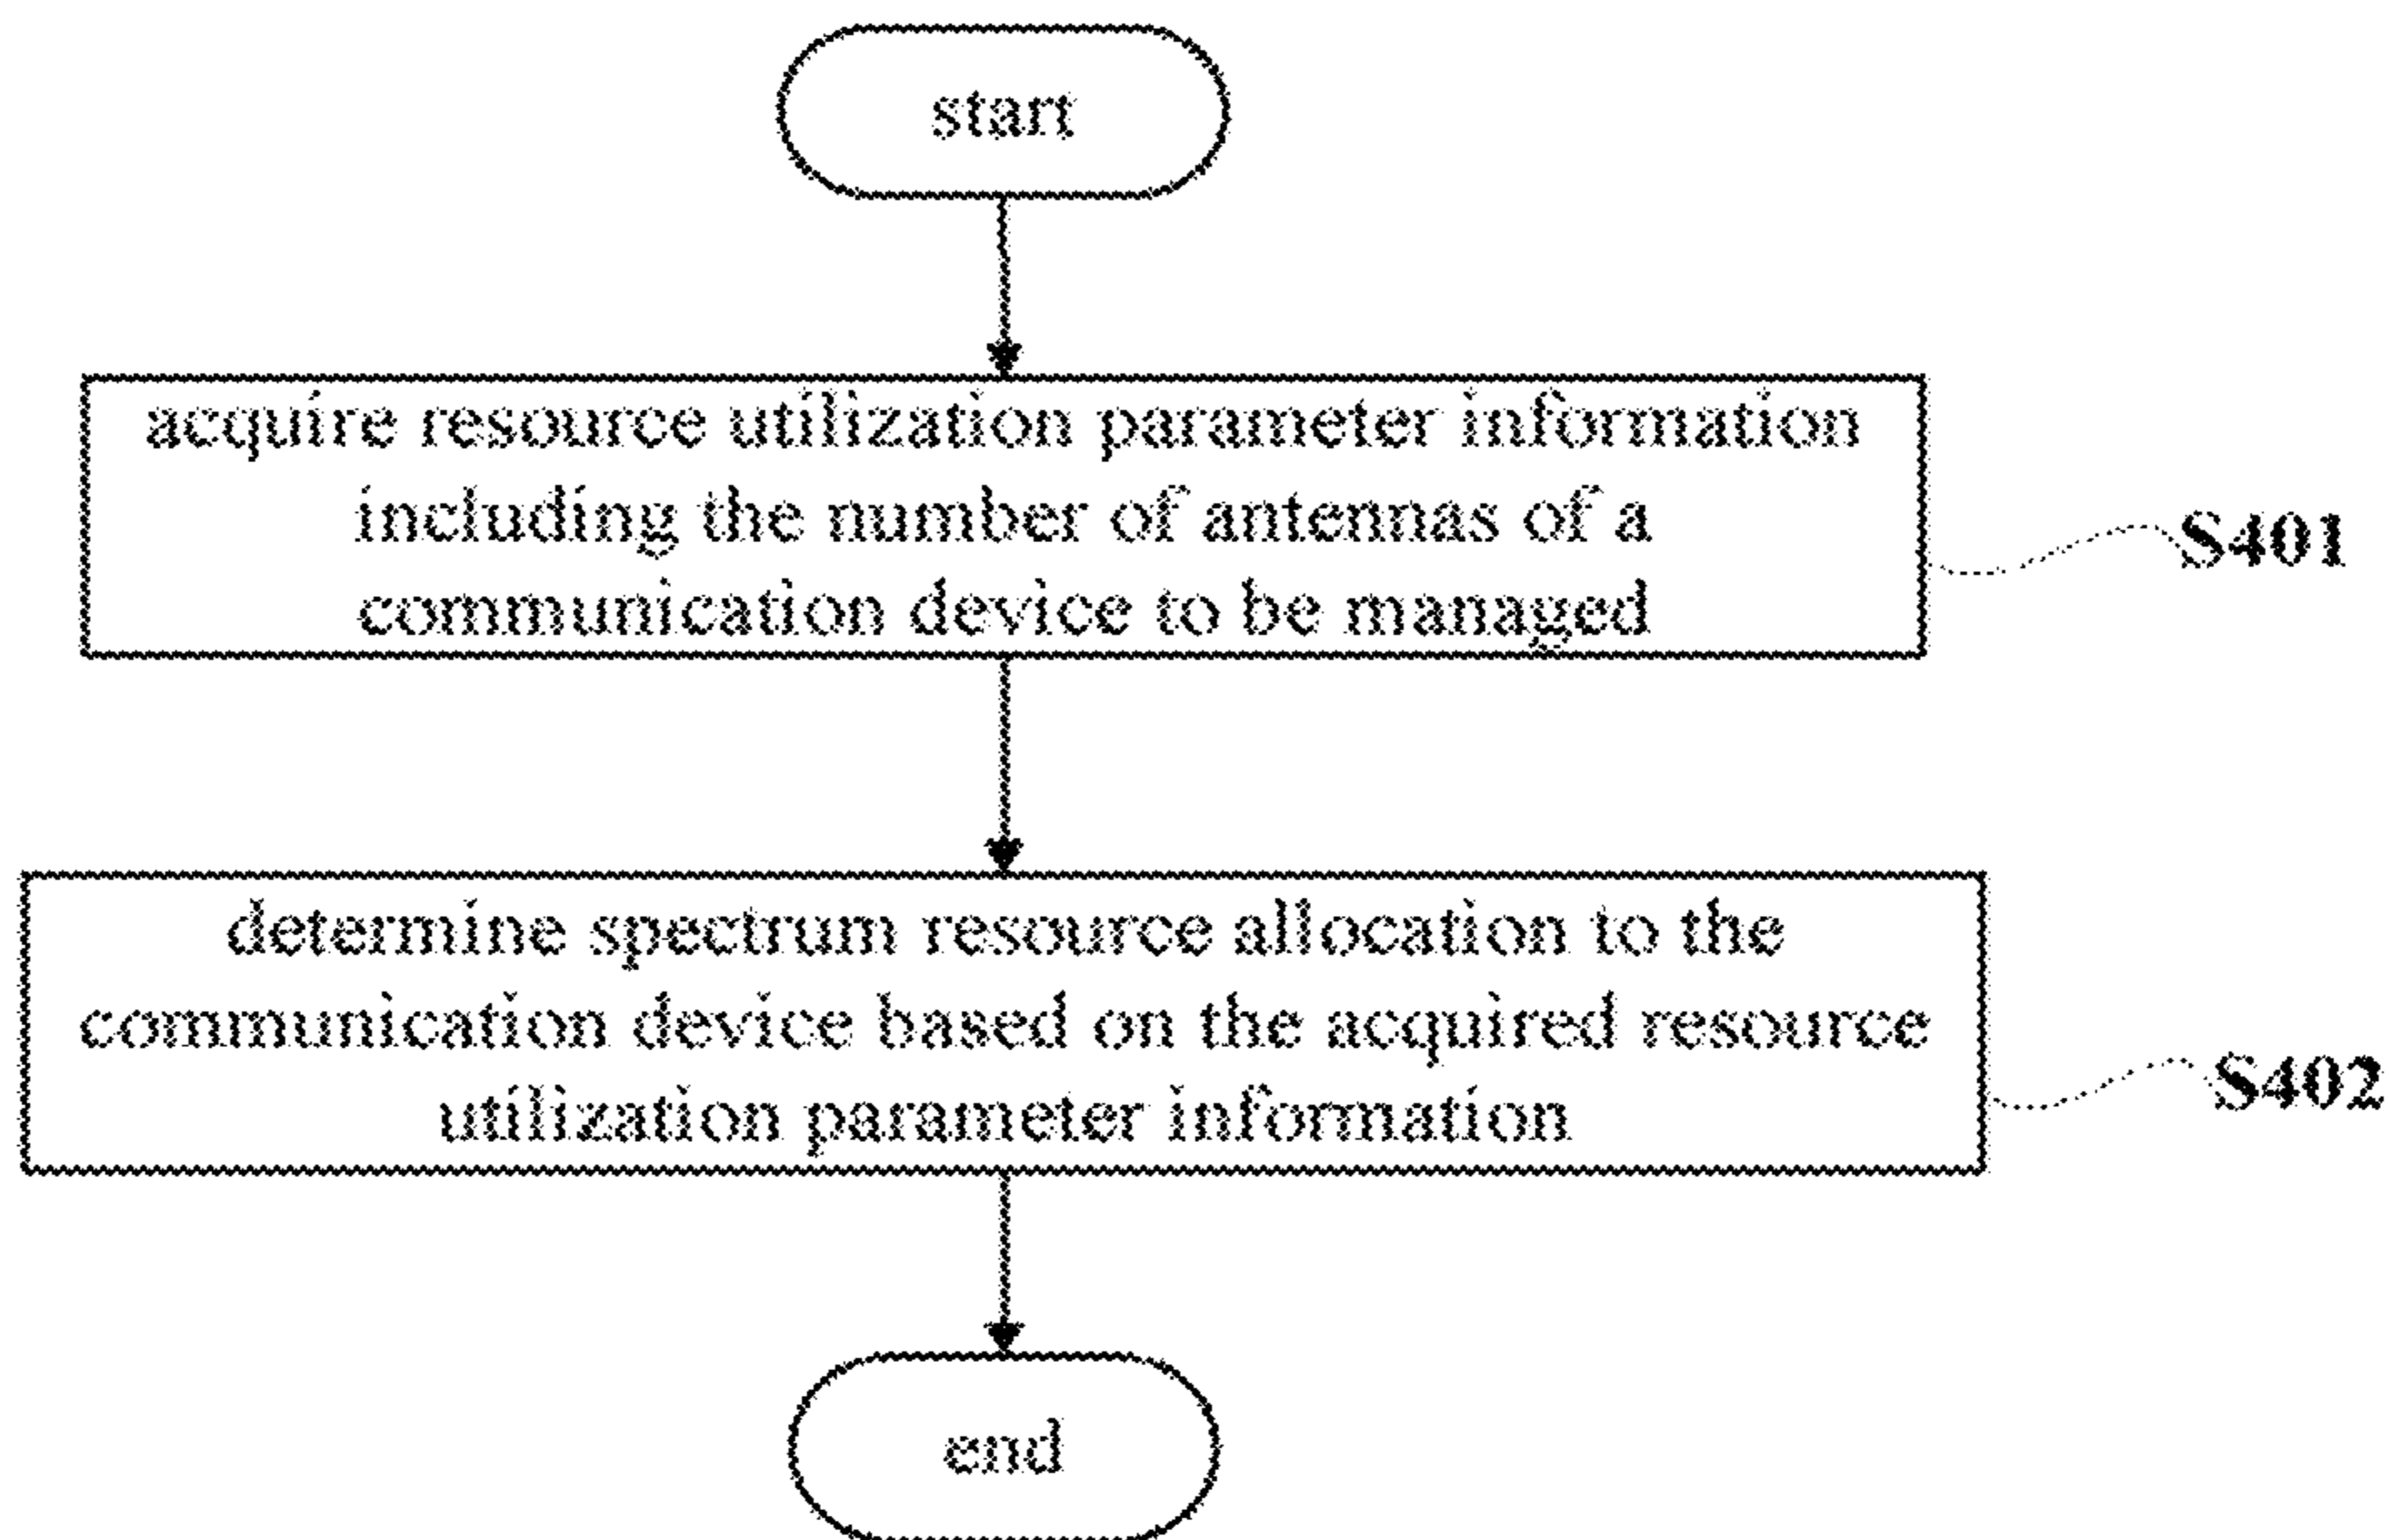 start
acquire resource utilization parameter information
including the number of antennas of a
communication device to be managed
S401
determine spectrum resource allocation to the
communication device based on the acquired resource
utilization parameter information
S402
end